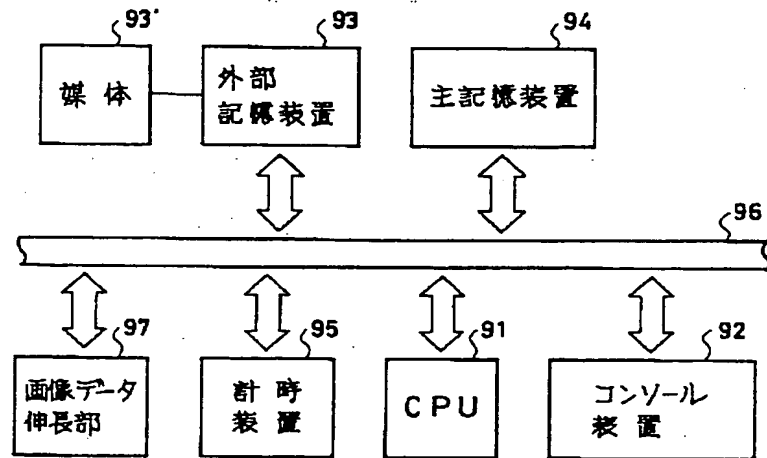 93'
93
94
媒体
外部
記憶装置
主記憶装置
96
97
95
91
92
画像データ
伸長部
計時
装置
CPU
コンソール
装置